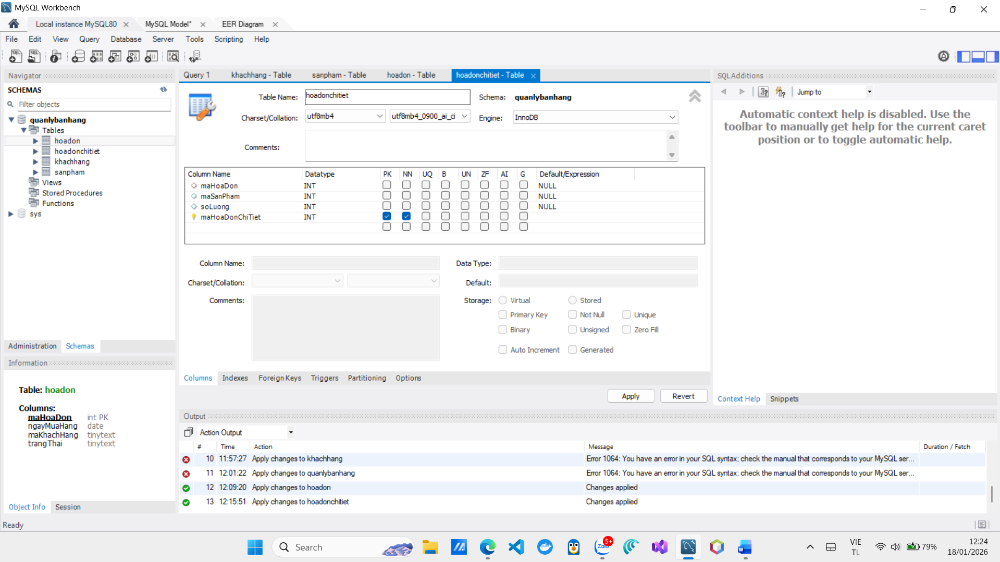 MySQL Workbench
Local instance MySQL80
MySQL Model*
EER Diagram
File Edit View Query Database Server Tools Scripting Help
Navigator
SCHEMAS
Filter objects
quanlybanhang
Tables
hoadon
hoadonchitiet
khachhang
sanpham
Views
Stored Procedures
Functions
sys
Administration Schemas
Information
Table: hoadon
Columns:
maHoaDon int PK
ngayMuaHang date
maKhachHang tinytext
trangThai tinytext
Object Info Session
Query 1 khachhang - Table sanpham - Table hoadon - Table hoadonchitiet - Table
Table Name: hoadonchitiet Schema: quanlybanhang
Charset/Collation: utf8mb4 utf8mb4_0900_ai_ci Engine: InnoDB
Comments:
Column Name Datatype PK NN UQ B UN ZF AI G Default/Expression
maHoaDon INT NULL
maSanPham INT NULL
soLuong INT NULL
maHoaDonChiTiet INT
Column Name: Data Type:
Charset/Collation: Default:
Comments: Storage: Virtual Stored
Primary Key Not Null Unique
Binary Unsigned Zero Fill
Auto Increment Generated
Columns Indexes Foreign Keys Triggers Partitioning Options
Apply Revert
SQLAdditions
Jump to
Automatic context help is disabled. Use the
toolbar to manually get help for the current caret
position or to toggle automatic help.
Context Help Snippets
Output
Action Output
# Time Action Message Duration / Fetch
10 11:57:27 Apply changes to khachhang Error 1064: You have an error in your SQL syntax; check the manual that corresponds to your MySQL ser...
11 12:01:22 Apply changes to quanlybanhang Error 1064: You have an error in your SQL syntax; check the manual that corresponds to your MySQL ser...
12 12:09:20 Apply changes to hoadon Changes applied
13 12:15:51 Apply changes to hoadonchitiet Changes applied
Ready
Search
5+
Zalo
VIE
TL
79%
12:24
18/01/2026